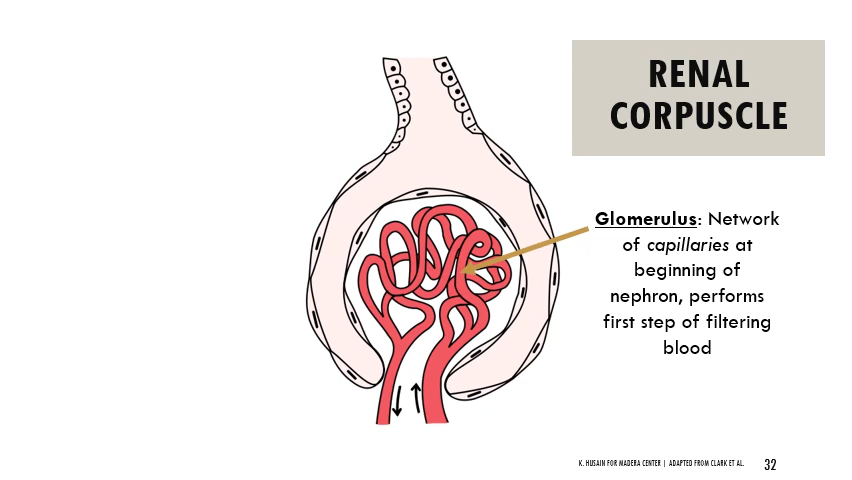 RENAL
CORPUSCLE
Glomerulus: Network
of capillaries at
beginning of
nephron, performs
first step of filtering
blood
K. HUSAIN FOR MADERA CENTER | ADAPTED FROM CLARK ET AL.
32